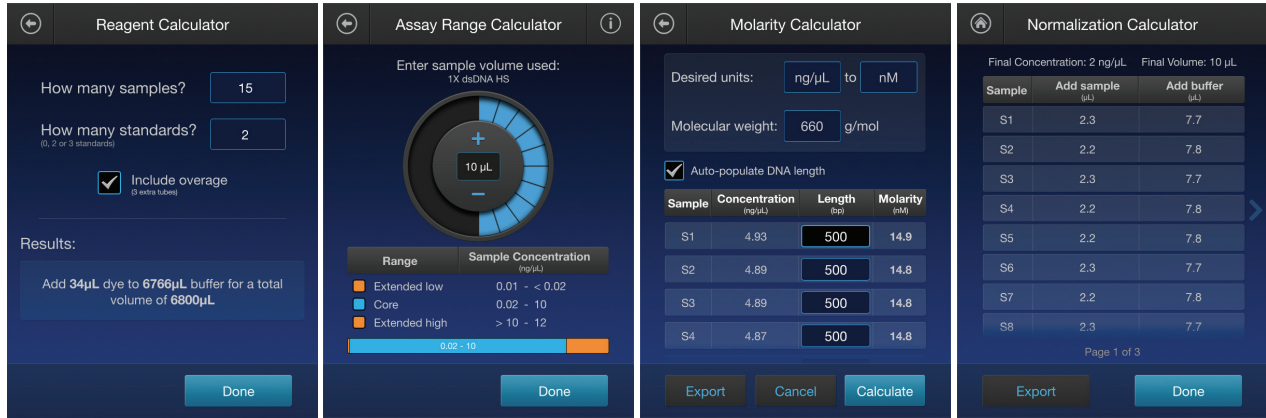 Reagent Calculator
How many samples?
15
How many standards?
(0, 2 or 3 standards)
2
Include overage
(3 extra tubes)
Results:
Add 34µL dye to 6766µL buffer for a total
volume of 6800µL
Done
Assay Range Calculator
Enter sample volume used:
1X dsDNA HS
+
10 µL
−
Range Sample Concentration
(ng/µL)
Extended low 0.01 - < 0.02
Core 0.02 - 10
Extended high > 10 - 12
0.02 - 10
Done
Molarity Calculator
Desired units: ng/µL to nM
Molecular weight: 660 g/mol
Auto-populate DNA length
Sample Concentration Length Molarity
(ng/µL) (bp) (nM)
S1 4.93 500 14.9
S2 4.89 500 14.8
S3 4.89 500 14.8
S4 4.87 500 14.8
Export Cancel Calculate
Normalization Calculator
Final Concentration: 2 ng/µL Final Volume: 10 µL
Sample Add sample Add buffer
(µL) (µL)
S1 2.3 7.7
S2 2.2 7.8
S3 2.3 7.7
S4 2.2 7.8
S5 2.2 7.8
S6 2.3 7.7
S7 2.2 7.8
S8 2.3 7.7
Page 1 of 3
Export Done